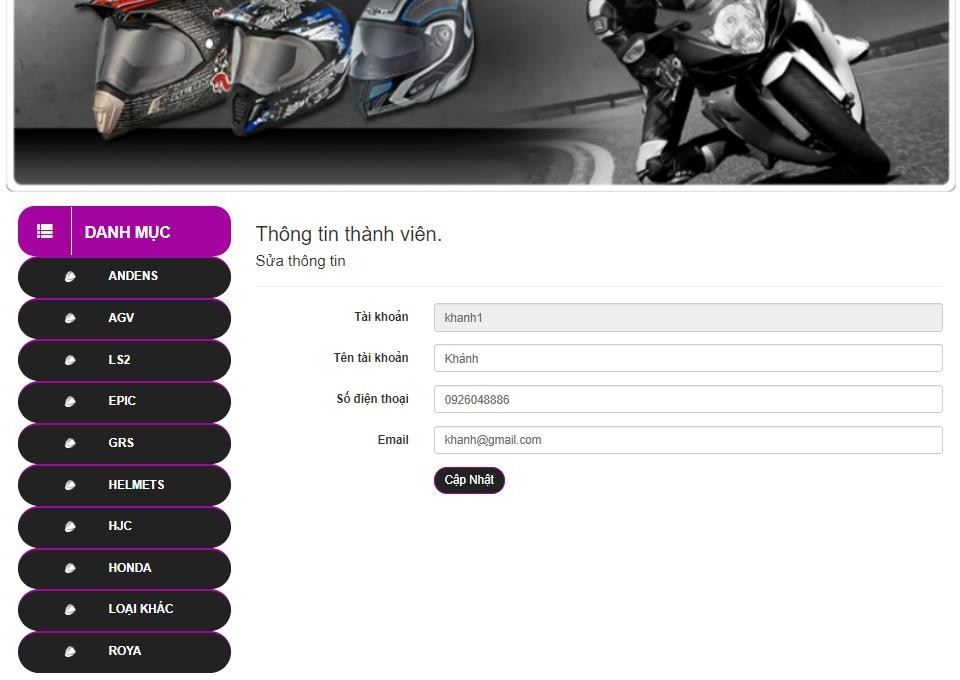 DANH MỤC
ANDENS
AGV
LS2
EPIC
GRS
HELMETS
HJC
HONDA
LOẠI KHÁC
ROYA
Thông tin thành viên.
Sửa thông tin
Tài khoản khanh1
Tên tài khoản Khánh
Số điện thoại 0926048886
Email khanh@gmail.com
Cập Nhật